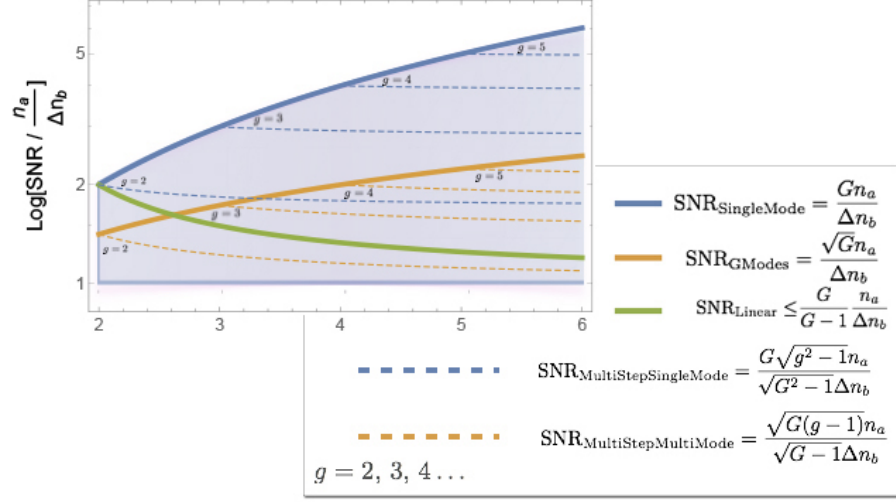 Log[SNR / n_a/Δn_b]
5
2
1
2
3
4
5
6
g = 5
g = 4
g = 3
g = 2
g = 5
g = 4
g = 3
g = 2
SNR_SingleMode = Gn_a/Δn_b
SNR_GModes = √G n_a/Δn_b
SNR_Linear ≤ G/(G − 1) n_a/Δn_b
SNR_MultiStepSingleMode = G√(g² − 1)n_a/√(G² − 1)Δn_b
SNR_MultiStepMultiMode = √(G(g − 1))n_a/√(G − 1)Δn_b
g = 2, 3, 4 …